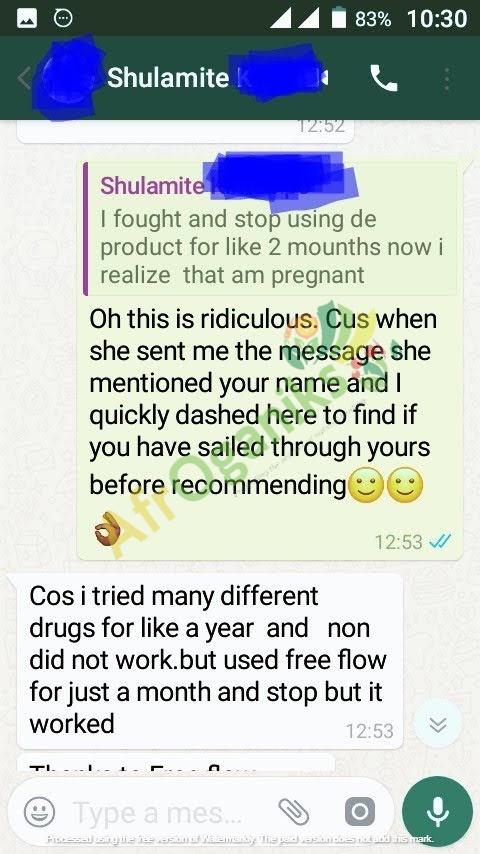 83% 10:30
Shulamite
12:52
Shulamite
I fought and stop using de
product for like 2 mounths now i
realize that am pregnant
Oh this is ridiculous. Cus when
she sent me the message she
mentioned your name and I
quickly dashed here to find if
you have sailed through yours
before recommending
12:53
AfrOganiks
Cos i tried many different
drugs for like a year and non
did not work.but used free flow
for just a month and stop but it
worked
12:53
Thanks to Free flow
Type a mes...
Processed using the free version of Watermarkly. The paid version does not add this mark.